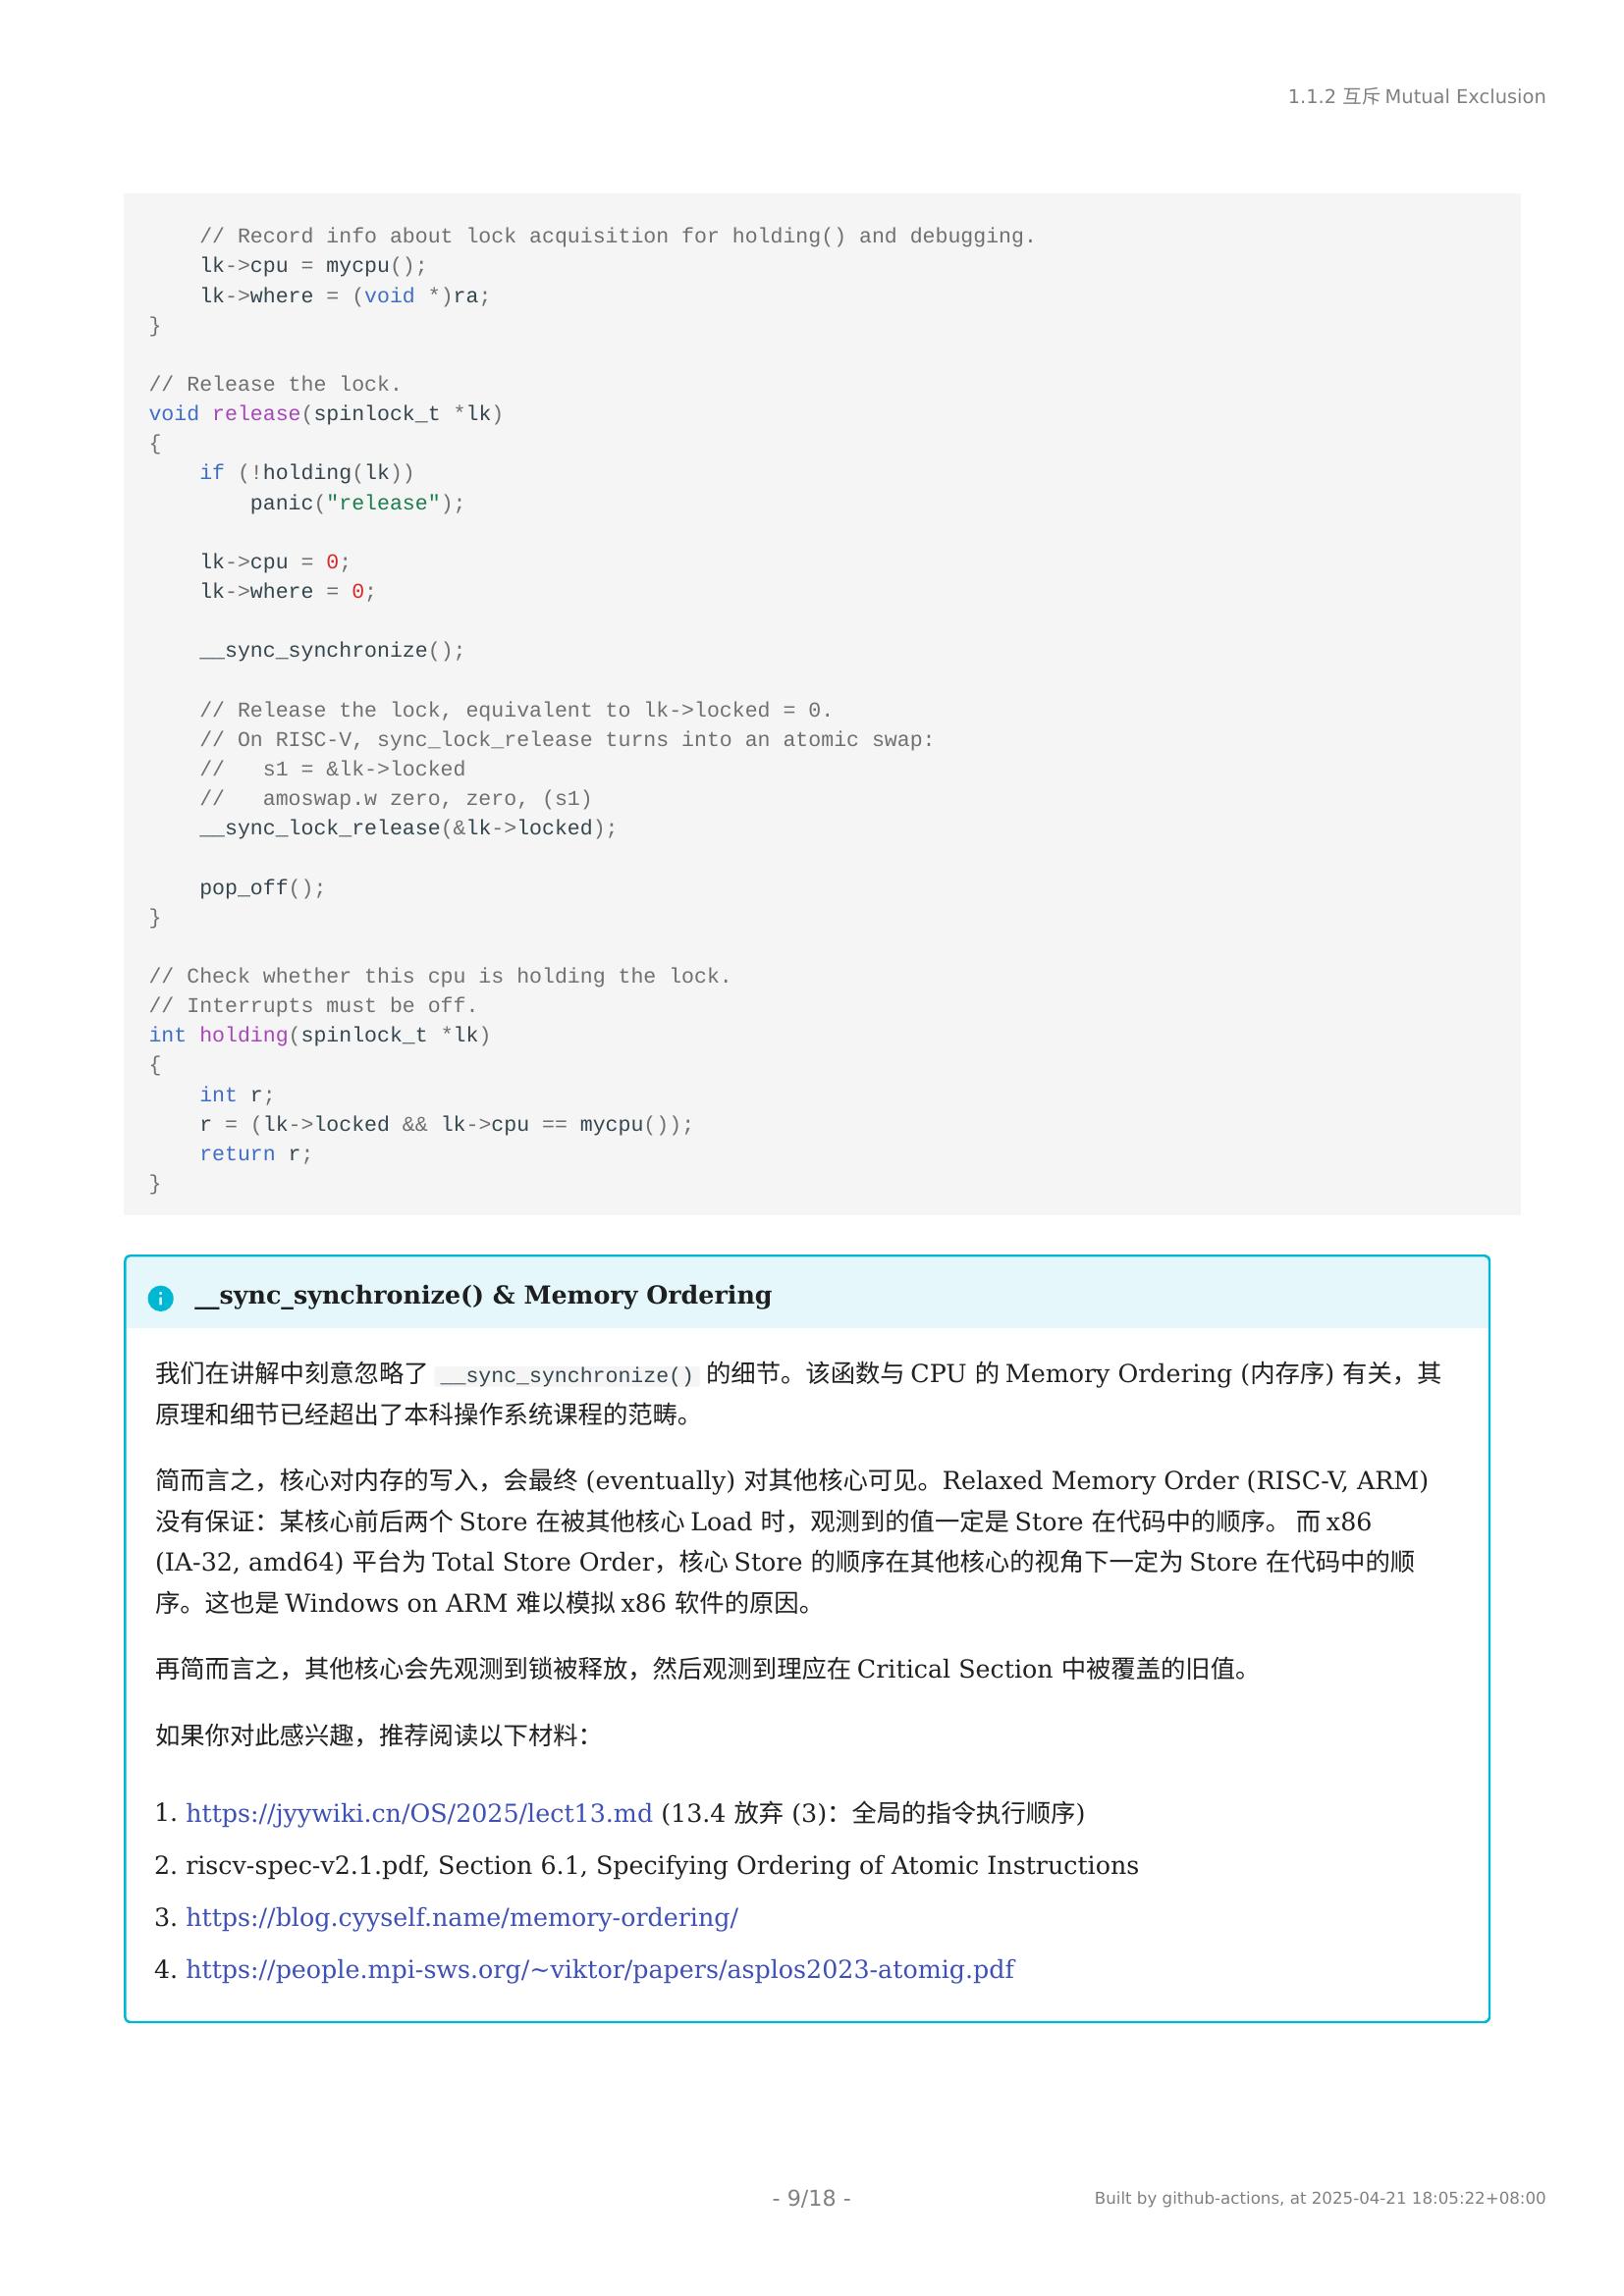 1.1.2 互斥 Mutual Exclusion
    // Record info about lock acquisition for holding() and debugging.
    lk->cpu = mycpu();
    lk->where = (void *)ra;
}
// Release the lock.
void release(spinlock_t *lk)
{
    if (!holding(lk))
        panic("release");
    lk->cpu = 0;
    lk->where = 0;
    __sync_synchronize();
    // Release the lock, equivalent to lk->locked = 0.
    // On RISC-V, sync_lock_release turns into an atomic swap:
    //   s1 = &lk->locked
    //   amoswap.w zero, zero, (s1)
    __sync_lock_release(&lk->locked);
    pop_off();
}
// Check whether this cpu is holding the lock.
// Interrupts must be off.
int holding(spinlock_t *lk)
{
    int r;
    r = (lk->locked && lk->cpu == mycpu());
    return r;
}
__sync_synchronize() & Memory Ordering
我们在讲解中刻意忽略了 __sync_synchronize() 的细节。该函数与 CPU 的 Memory Ordering (内存序) 有关，其
原理和细节已经超出了本科操作系统课程的范畴。
简而言之，核心对内存的写入，会最终 (eventually) 对其他核心可见。Relaxed Memory Order (RISC-V, ARM)
没有保证：某核心前后两个 Store 在被其他核心 Load 时，观测到的值一定是 Store 在代码中的顺序。 而 x86
(IA-32, amd64) 平台为 Total Store Order，核心 Store 的顺序在其他核心的视角下一定为 Store 在代码中的顺
序。这也是 Windows on ARM 难以模拟 x86 软件的原因。
再简而言之，其他核心会先观测到锁被释放，然后观测到理应在 Critical Section 中被覆盖的旧值。
如果你对此感兴趣，推荐阅读以下材料：
1. https://jyywiki.cn/OS/2025/lect13.md (13.4 放弃 (3)：全局的指令执行顺序)
2. riscv-spec-v2.1.pdf, Section 6.1, Specifying Ordering of Atomic Instructions
3. https://blog.cyyself.name/memory-ordering/
4. https://people.mpi-sws.org/~viktor/papers/asplos2023-atomig.pdf
- 9/18 -
Built by github-actions, at 2025-04-21 18:05:22+08:00